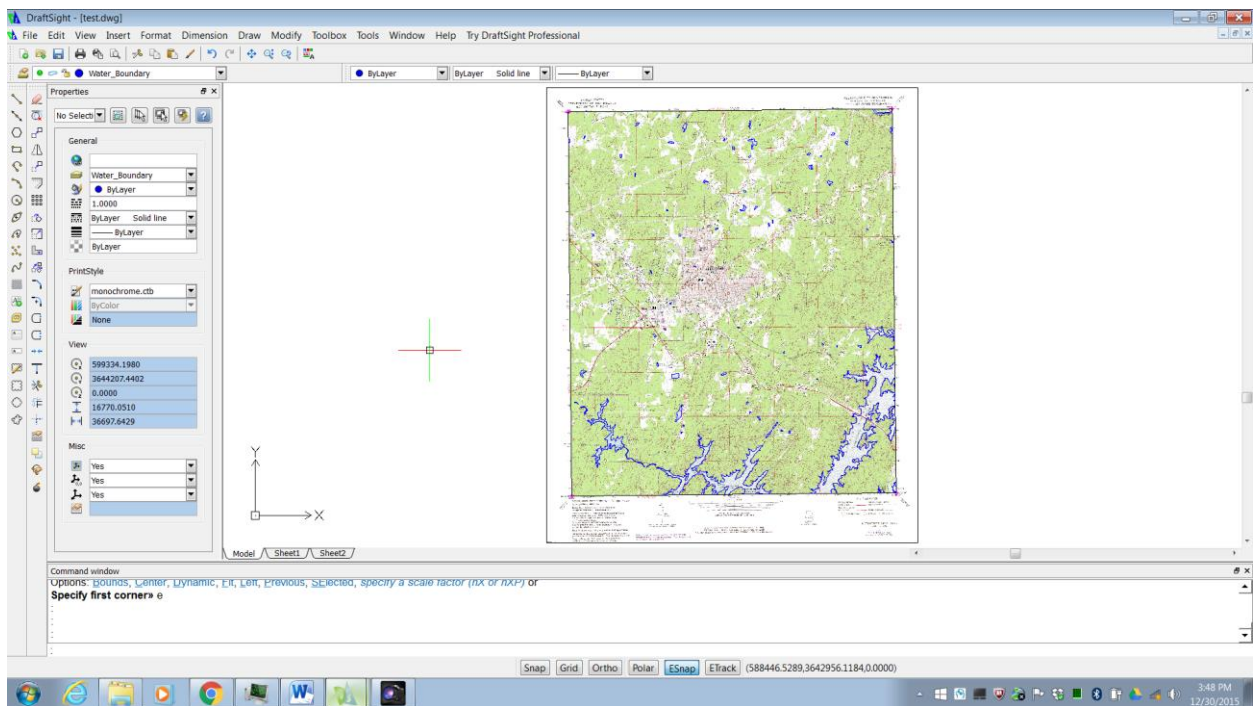 DraftSight - [test.dwg]
File Edit View Insert Format Dimension Draw Modify Toolbox Tools Window Help Try DraftSight Professional
Water_Boundary ByLayer ByLayer Solid line ByLayer
Properties
No Selecti
General
Water_Boundary
ByLayer
1.0000
ByLayer Solid line
ByLayer
ByLayer
PrintStyle
monochrome.ctb
ByColor
None
View
599334.1980
3644207.4402
0.0000
16770.0510
36697.6429
Misc
Yes
Yes
Yes
Y
X
Model Sheet1 Sheet2
Command window
Options: Bounds, Center, Dynamic, Fit, Left, Previous, SElected, specify a scale factor (nX or nXP) or
Specify first corner» e
:
:
:
:
Snap Grid Ortho Polar ESnap ETrack (588446.5289,3642956.1184,0.0000)
3:48 PM
12/30/2015